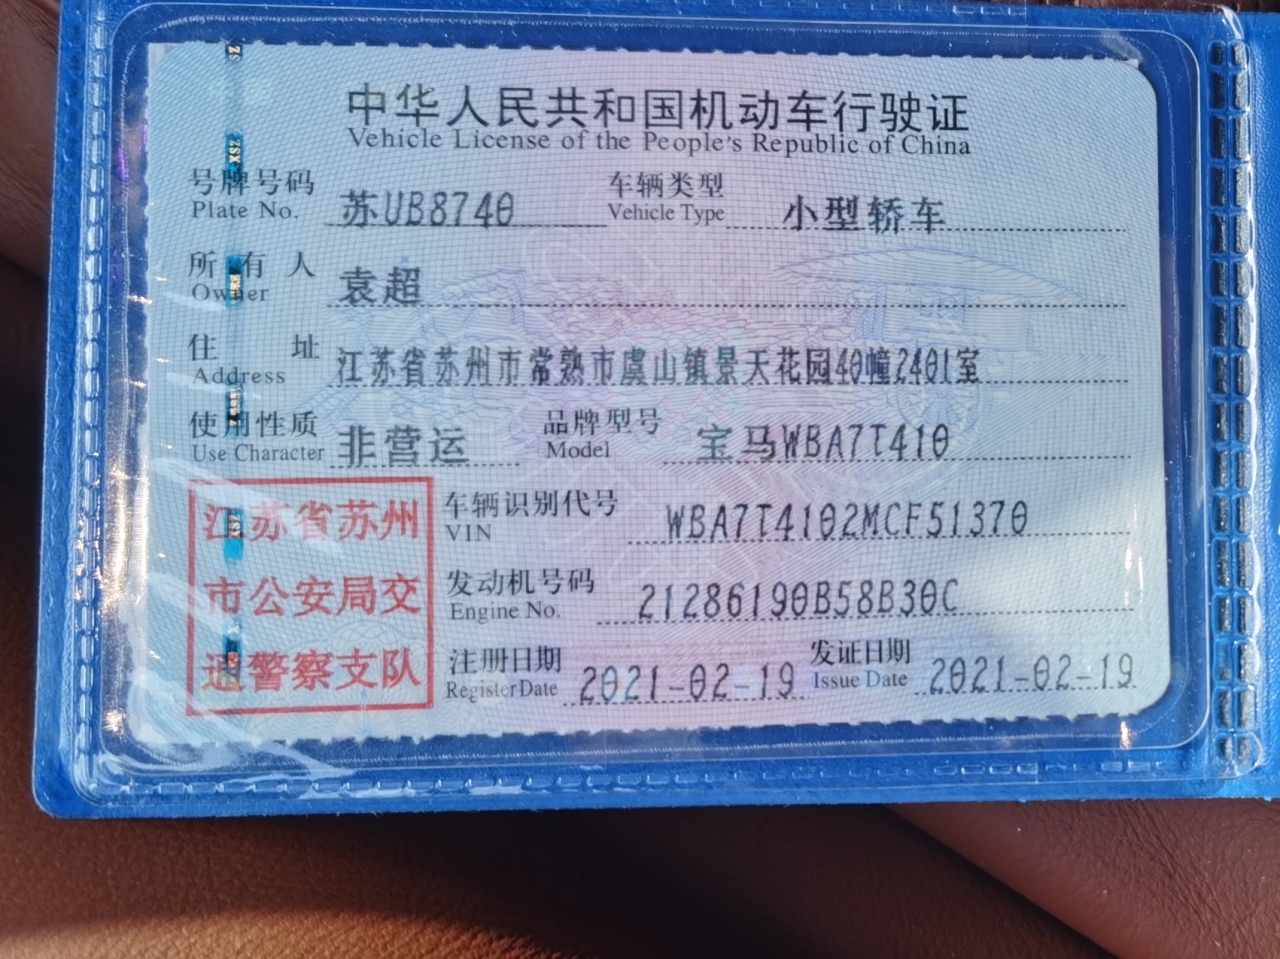 中华人民共和国机动车行驶证
Vehicle License of the People's Republic of China
号牌号码 Plate No. 苏UB8740 车辆类型 Vehicle Type 小型轿车
所有人 Owner 袁超
住址 Address 江苏省苏州市常熟市虞山镇景天花园40幢2401室
使用性质 Use Character 非营运 品牌型号 Model 宝马WBA7T410
江苏省苏州
市公安局交
通警察支队
车辆识别代号 VIN WBA7T4102MCF51370
发动机号码 Engine No. 21286190B58B30C
注册日期 Register Date 2021-02-19 发证日期 Issue Date 2021-02-19